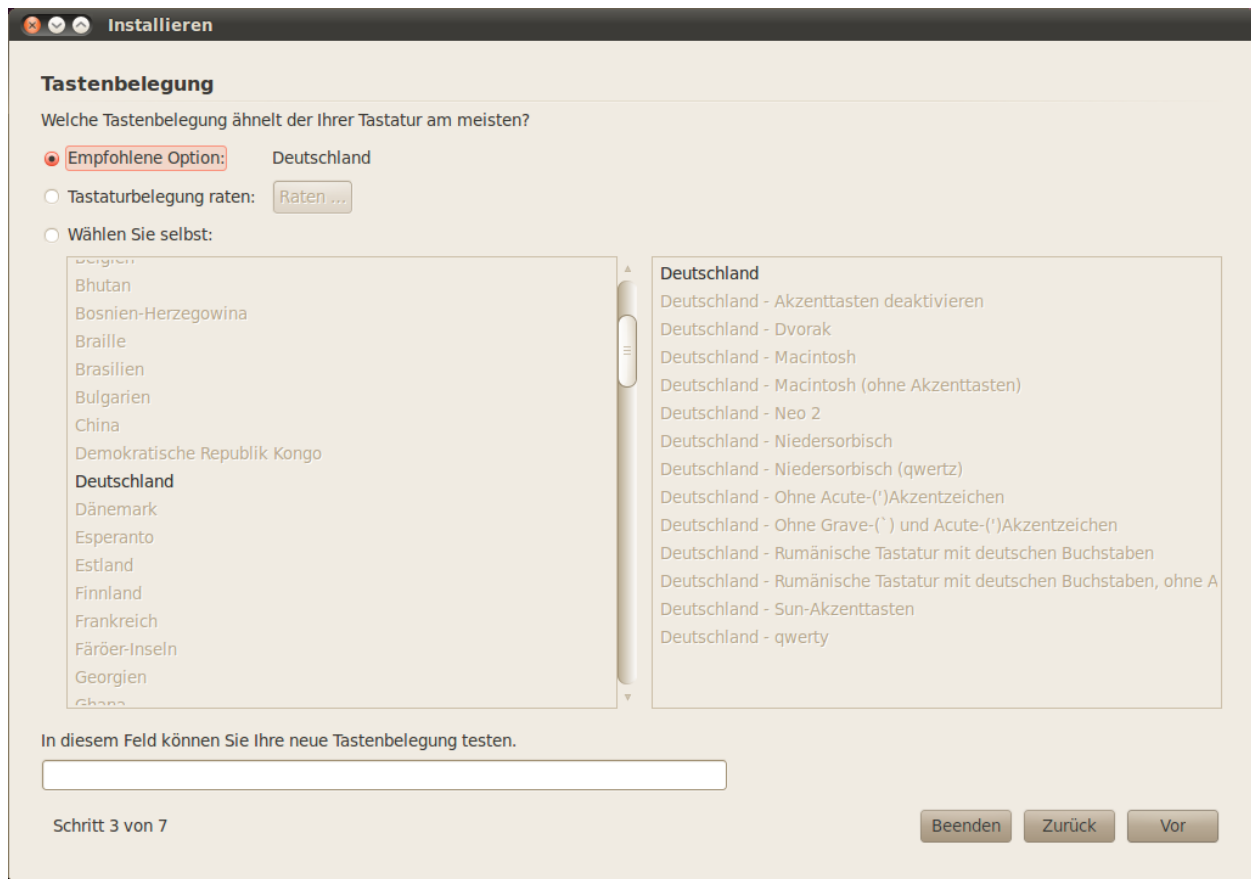 Installieren
Tastenbelegung
Welche Tastenbelegung ähnelt der Ihrer Tastatur am meisten?
Empfohlene Option: Deutschland
Tastaturbelegung raten: Raten ...
Wählen Sie selbst:
Belgien
Bhutan
Bosnien-Herzegowina
Braille
Brasilien
Bulgarien
China
Demokratische Republik Kongo
Deutschland
Dänemark
Esperanto
Estland
Finnland
Frankreich
Färöer-Inseln
Georgien
Ghana
Deutschland
Deutschland - Akzenttasten deaktivieren
Deutschland - Dvorak
Deutschland - Macintosh
Deutschland - Macintosh (ohne Akzenttasten)
Deutschland - Neo 2
Deutschland - Niedersorbisch
Deutschland - Niedersorbisch (qwertz)
Deutschland - Ohne Acute-(')Akzentzeichen
Deutschland - Ohne Grave-(`) und Acute-(')Akzentzeichen
Deutschland - Rumänische Tastatur mit deutschen Buchstaben
Deutschland - Rumänische Tastatur mit deutschen Buchstaben, ohne A
Deutschland - Sun-Akzenttasten
Deutschland - qwerty
In diesem Feld können Sie Ihre neue Tastenbelegung testen.
Schritt 3 von 7
Beenden Zurück Vor